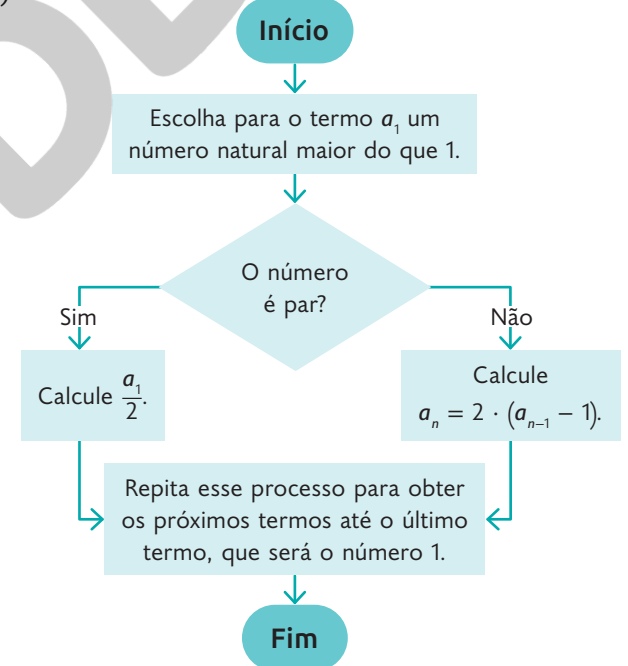 Início
Escolha para o termo a₁ um
número natural maior do que 1.
O número
é par?
Sim
Não
Calcule a₁/2.
Calcule
aₙ = 2 · (aₙ₋₁ − 1).
Repita esse processo para obter
os próximos termos até o último
termo, que será o número 1.
Fim